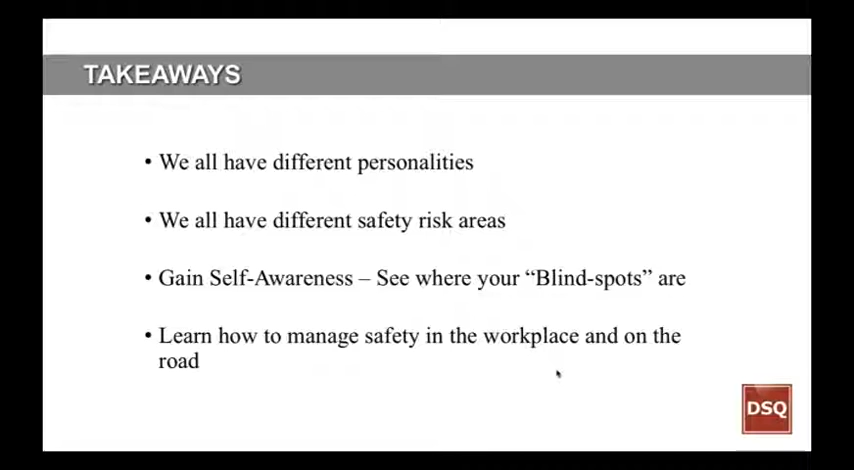 TAKEAWAYS
• We all have different personalities
• We all have different safety risk areas
• Gain Self-Awareness – See where your “Blind-spots” are
• Learn how to manage safety in the workplace and on the
road
DSQ